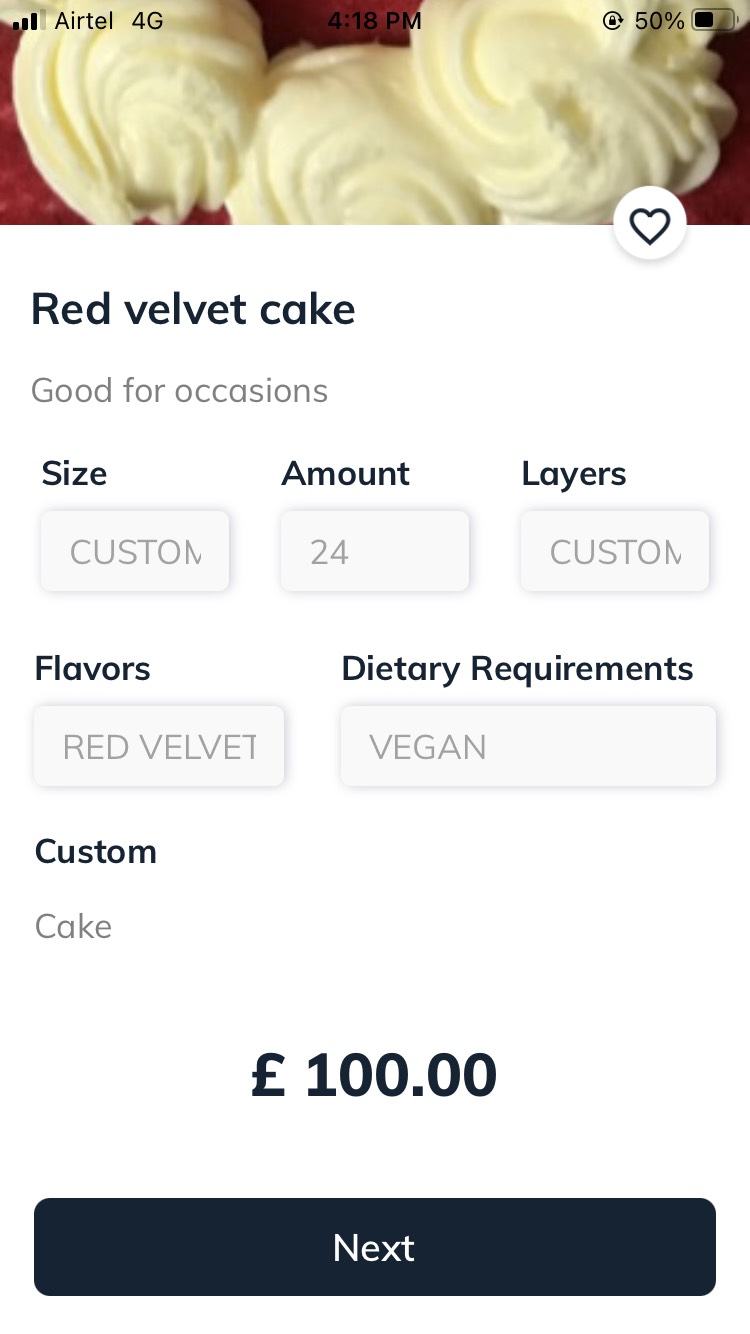 Airtel 4G 4:18 PM 50%
Red velvet cake
Good for occasions
Size Amount Layers
CUSTOM 24 CUSTOM
Flavors Dietary Requirements
RED VELVET VEGAN
Custom
Cake
£ 100.00
Next